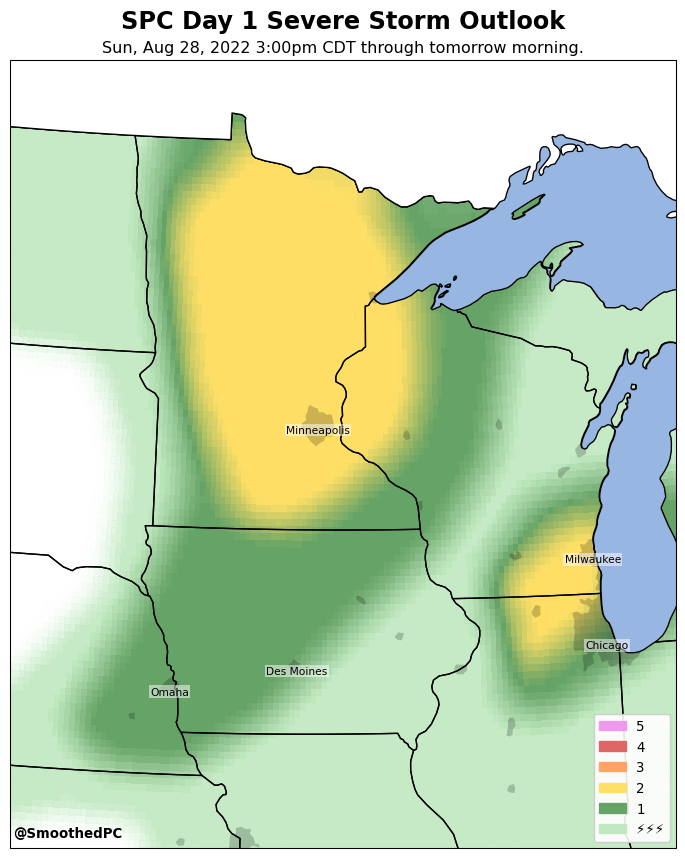 SPC Day 1 Severe Storm Outlook
Sun, Aug 28, 2022 3:00pm CDT through tomorrow morning.
Minneapolis
Milwaukee
Chicago
Des Moines
Omaha
5
4
3
2
1
⚡⚡⚡
@SmoothedPC